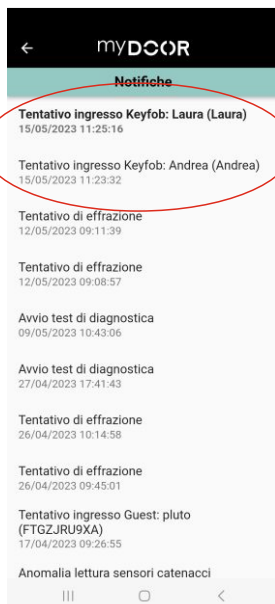 myDOOR
Notifiche
Tentativo ingresso Keyfob: Laura (Laura)
15/05/2023 11:25:16
Tentativo ingresso Keyfob: Andrea (Andrea)
15/05/2023 11:23:32
Tentativo di effrazione
12/05/2023 09:11:39
Tentativo di effrazione
12/05/2023 09:08:57
Avvio test di diagnostica
09/05/2023 10:43:06
Avvio test di diagnostica
27/04/2023 17:41:43
Tentativo di effrazione
26/04/2023 10:14:58
Tentativo di effrazione
26/04/2023 09:45:01
Tentativo ingresso Guest: pluto
(FTGZJRU9XA)
17/04/2023 09:26:55
Anomalia lettura sensori catenacci